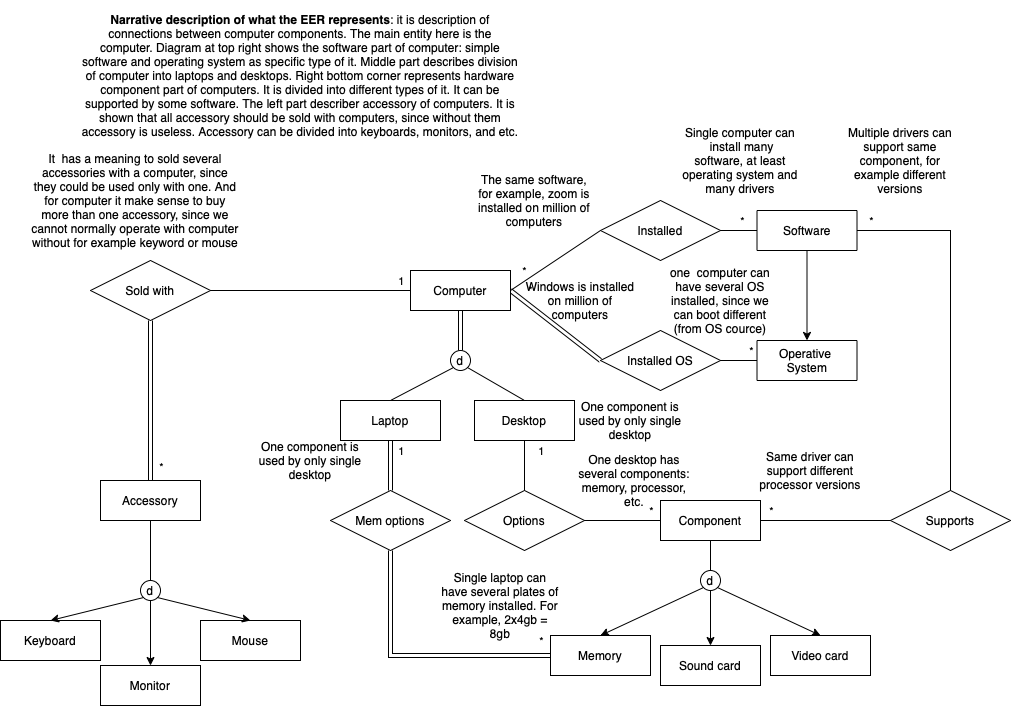 Narrative description of what the EER represents: it is description of
connections between computer components. The main entity here is the
computer. Diagram at top right shows the software part of computer: simple
software and operating system as specific type of it. Middle part describes division
of computer into laptops and desktops. Right bottom corner represents hardware
component part of computers. It is divided into different types of it. It can be
supported by some software. The left part describer accessory of computers. It is
shown that all accessory should be sold with computers, since without them
accessory is useless. Accessory can be divided into keyboards, monitors, and etc.
It has a meaning to sold several
accessories with a computer, since
they could be used only with one. And
for computer it make sense to buy
more than one accessory, since we
cannot normally operate with computer
without for example keyword or mouse
The same software,
for example, zoom is
installed on million of
computers
Single computer can
install many
software, at least
operating system and
many drivers
Multiple drivers can
support same
component, for
example different
versions
Installed
*
Software
*
Sold with
1
Computer
*
Windows is installed
on million of
computers
one computer can
have several OS
installed, since we
can boot different
(from OS cource)
Installed OS
*
Operative
System
d
Laptop
Desktop
One component is
used by only single
desktop
One component is
used by only single
desktop
1
1
*
Accessory
Mem options
Options
One desktop has
several components:
memory, processor,
etc.
*
Component
*
Same driver can
support different
processor versions
Supports
d
Keyboard
Mouse
Monitor
Single laptop can
have several plates of
memory installed. For
example, 2x4gb =
8gb
*
d
Memory
Sound card
Video card